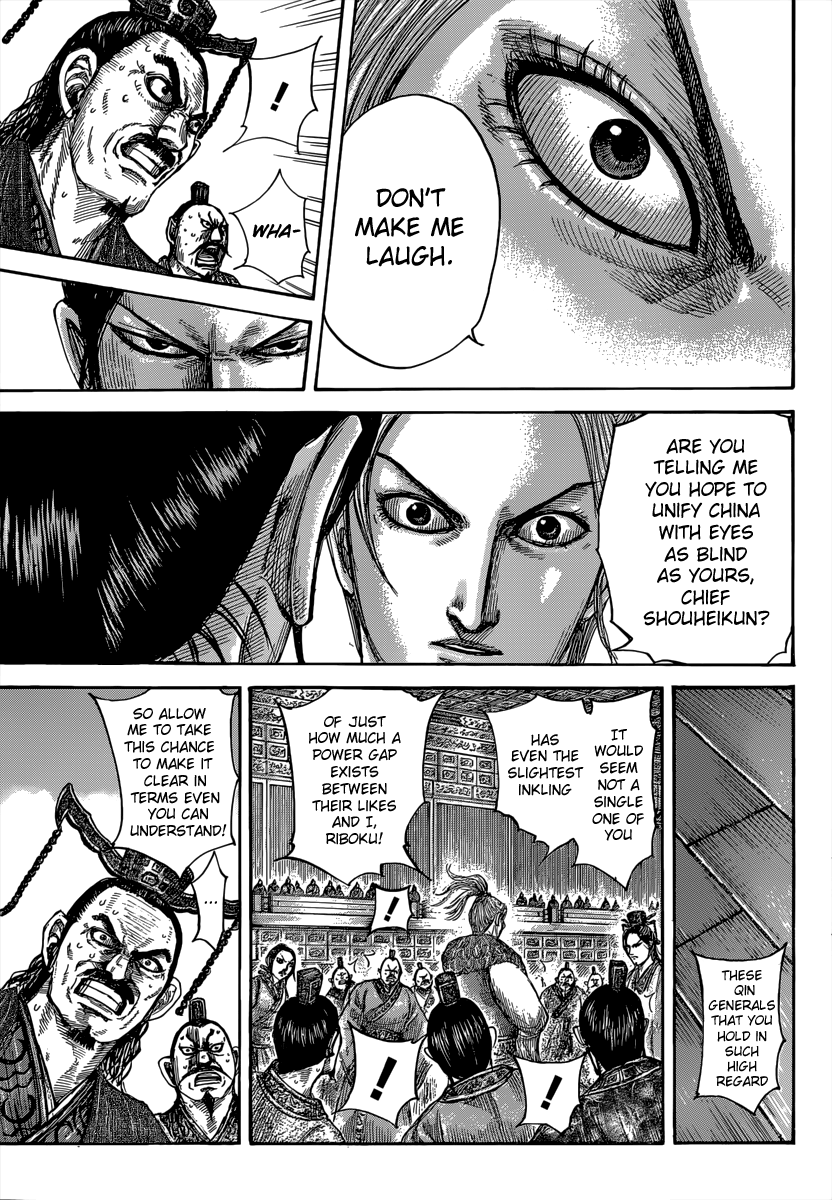 DON'T
MAKE ME
LAUGH.
!
WHA-
ARE YOU
TELLING ME
YOU HOPE TO
UNIFY CHINA
WITH EYES
AS BLIND
AS YOURS,
CHIEF
SHOUHEIKUN?
THESE
QIN
GENERALS
THAT YOU
HOLD IN
SUCH
HIGH
REGARD
IT
WOULD
SEEM
NOT A
SINGLE
ONE OF
YOU
HAS
EVEN THE
SLIGHTEST
INKLING
OF JUST
HOW MUCH A
POWER GAP
EXISTS
BETWEEN
THEIR LIKES
AND I,
RIBOKU!
!
!
!
SO ALLOW
ME TO TAKE
THIS CHANCE
TO MAKE IT
CLEAR IN
TERMS EVEN
YOU CAN
UNDERSTAND!
...